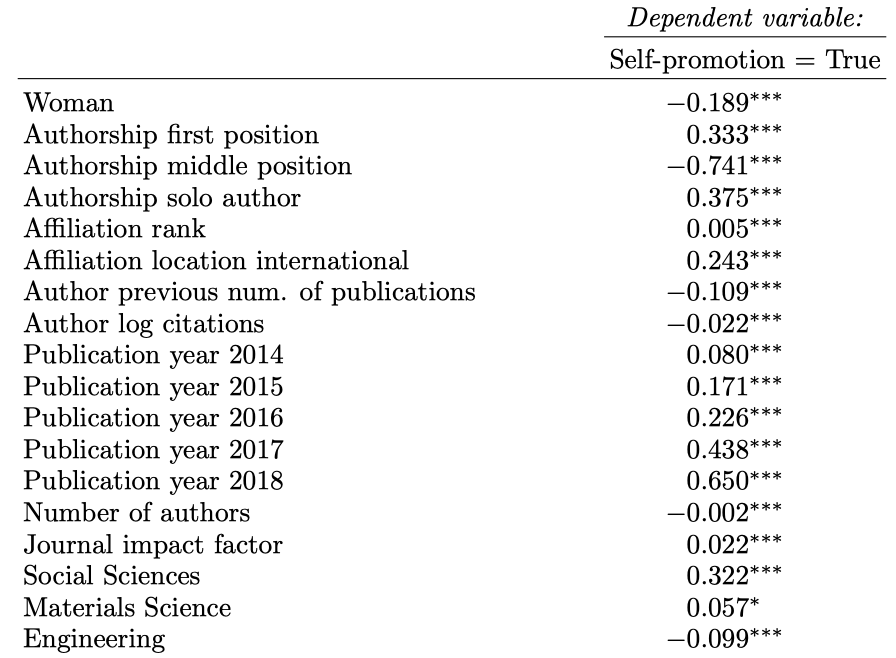 Dependent variable:
Self-promotion = True
Woman −0.189***
Authorship first position 0.333***
Authorship middle position −0.741***
Authorship solo author 0.375***
Affiliation rank 0.005***
Affiliation location international 0.243***
Author previous num. of publications −0.109***
Author log citations −0.022***
Publication year 2014 0.080***
Publication year 2015 0.171***
Publication year 2016 0.226***
Publication year 2017 0.438***
Publication year 2018 0.650***
Number of authors −0.002***
Journal impact factor 0.022***
Social Sciences 0.322***
Materials Science 0.057*
Engineering −0.099***